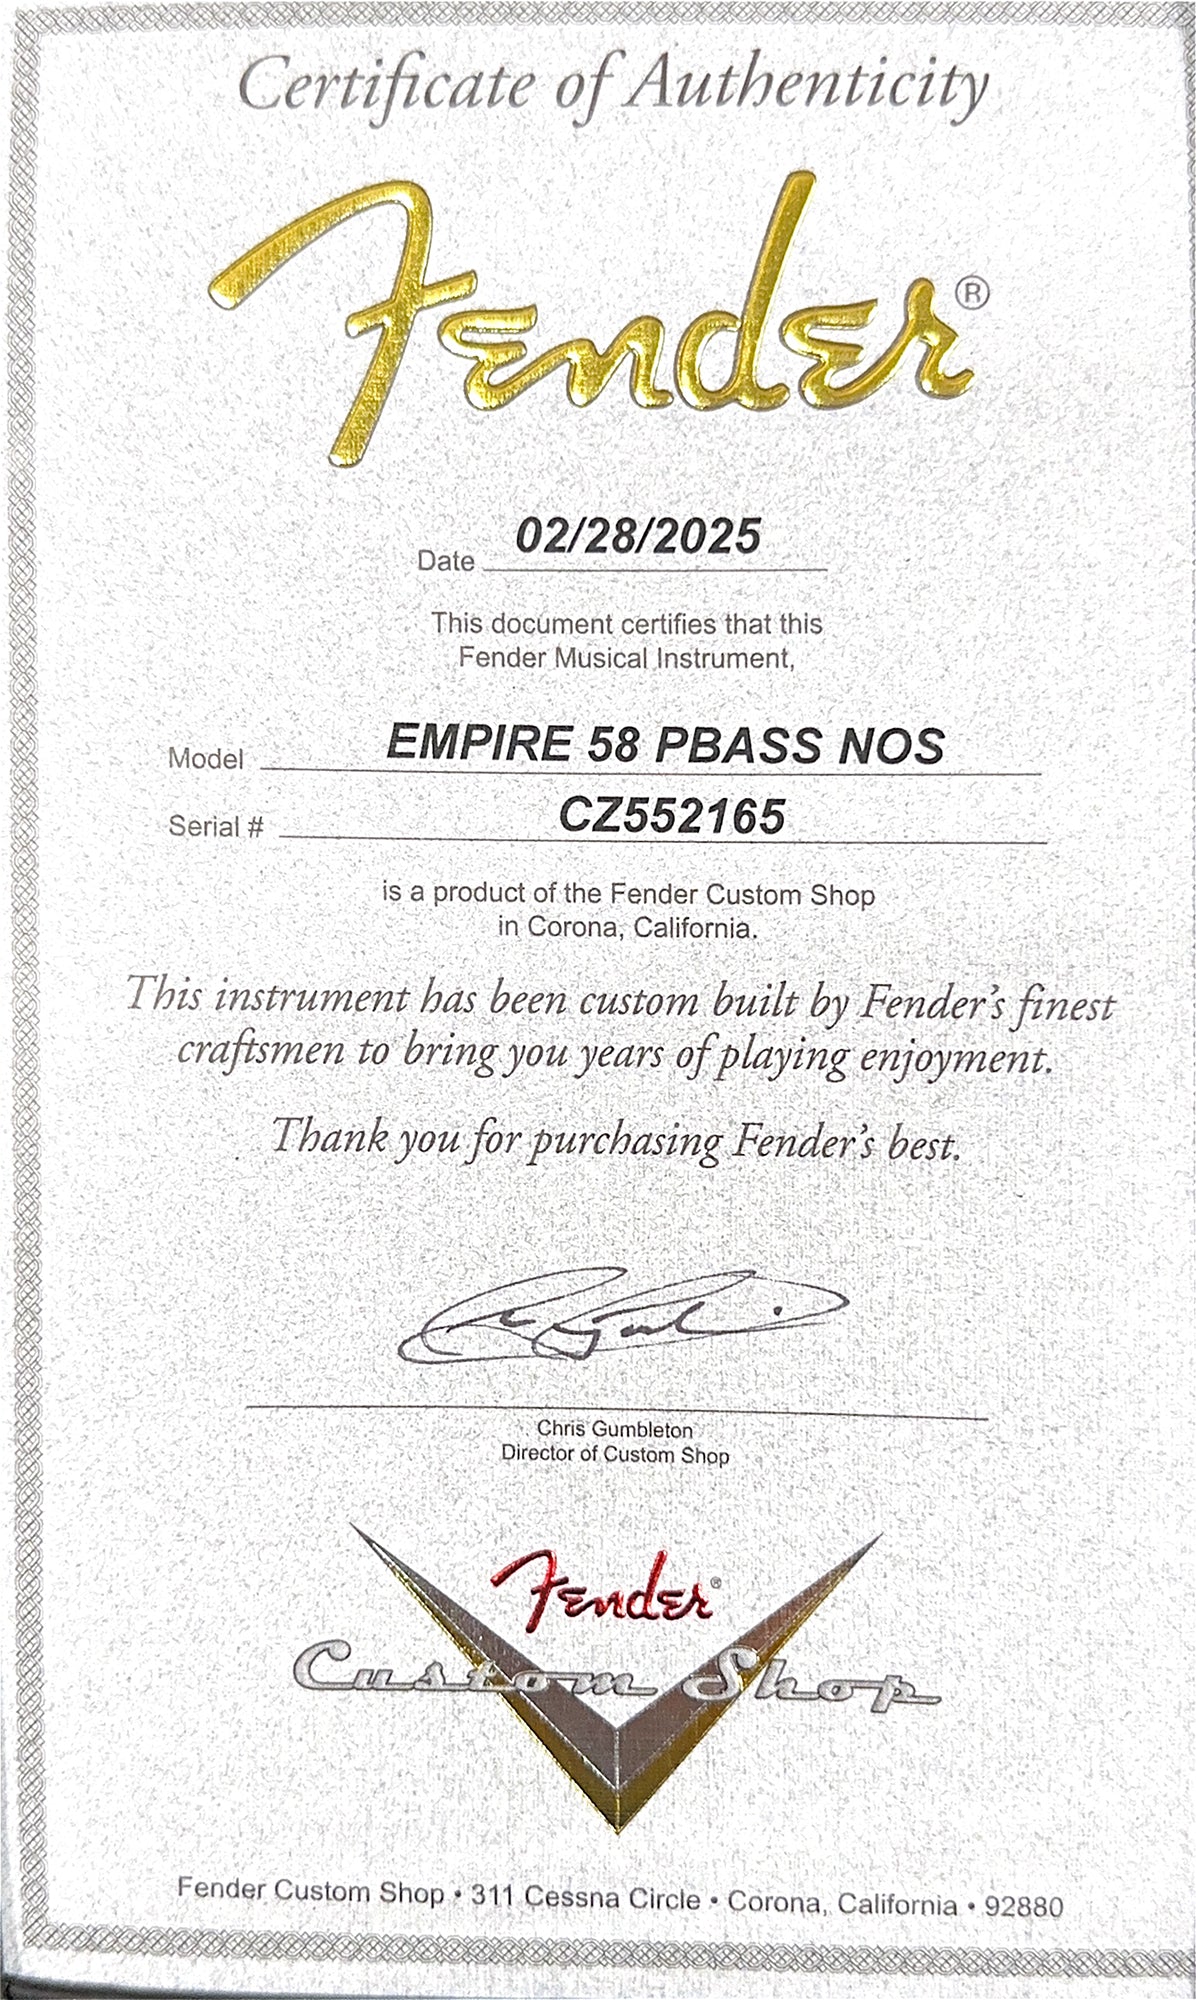 Certificate of Authenticity
Fender®
Date 02/28/2025
This document certifies that this
Fender Musical Instrument,
Model EMPIRE 58 PBASS NOS
Serial # CZ552165
is a product of the Fender Custom Shop
in Corona, California.
This instrument has been custom built by Fender's finest
craftsmen to bring you years of playing enjoyment.
Thank you for purchasing Fender's best.
Chris Gumbleton
Director of Custom Shop
Fender®
Custom Shop
Fender Custom Shop • 311 Cessna Circle • Corona, California • 92880